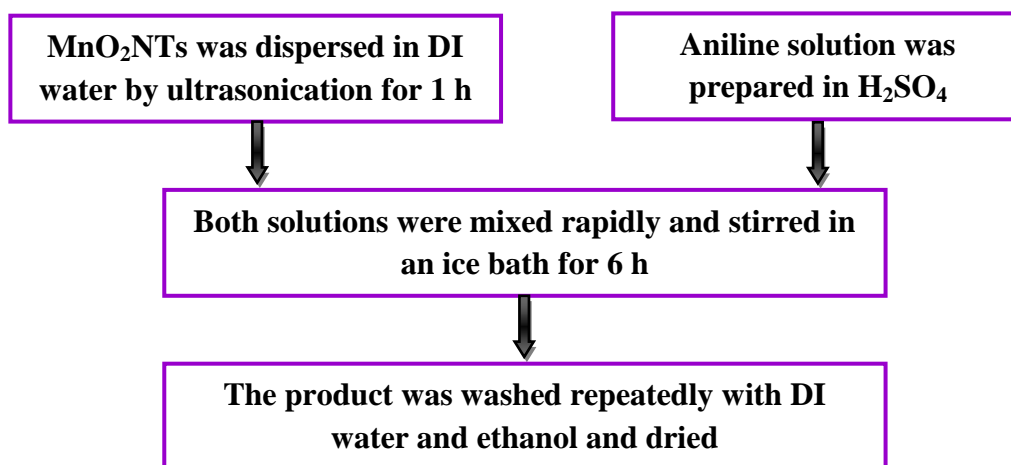 MnO₂NTs was dispersed in DI
water by ultrasonication for 1 h
Aniline solution was
prepared in H₂SO₄
Both solutions were mixed rapidly and stirred in
an ice bath for 6 h
The product was washed repeatedly with DI
water and ethanol and dried